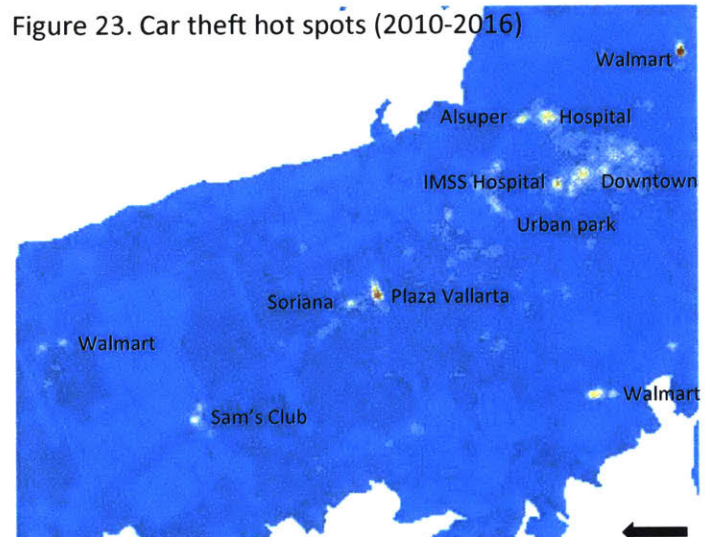 Figure 23. Car theft hot spots (2010-2016)
Walmart
Alsuper
Hospital
IMSS Hospital
Downtown
Urban park
Soriana
Plaza Vallarta
Walmart
Walmart
Sam's Club